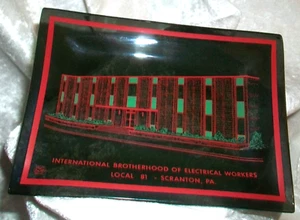 INTERNATIONAL BROTHERHOOD OF ELECTRICAL WORKERS
LOCAL 81 - SCRANTON, PA.